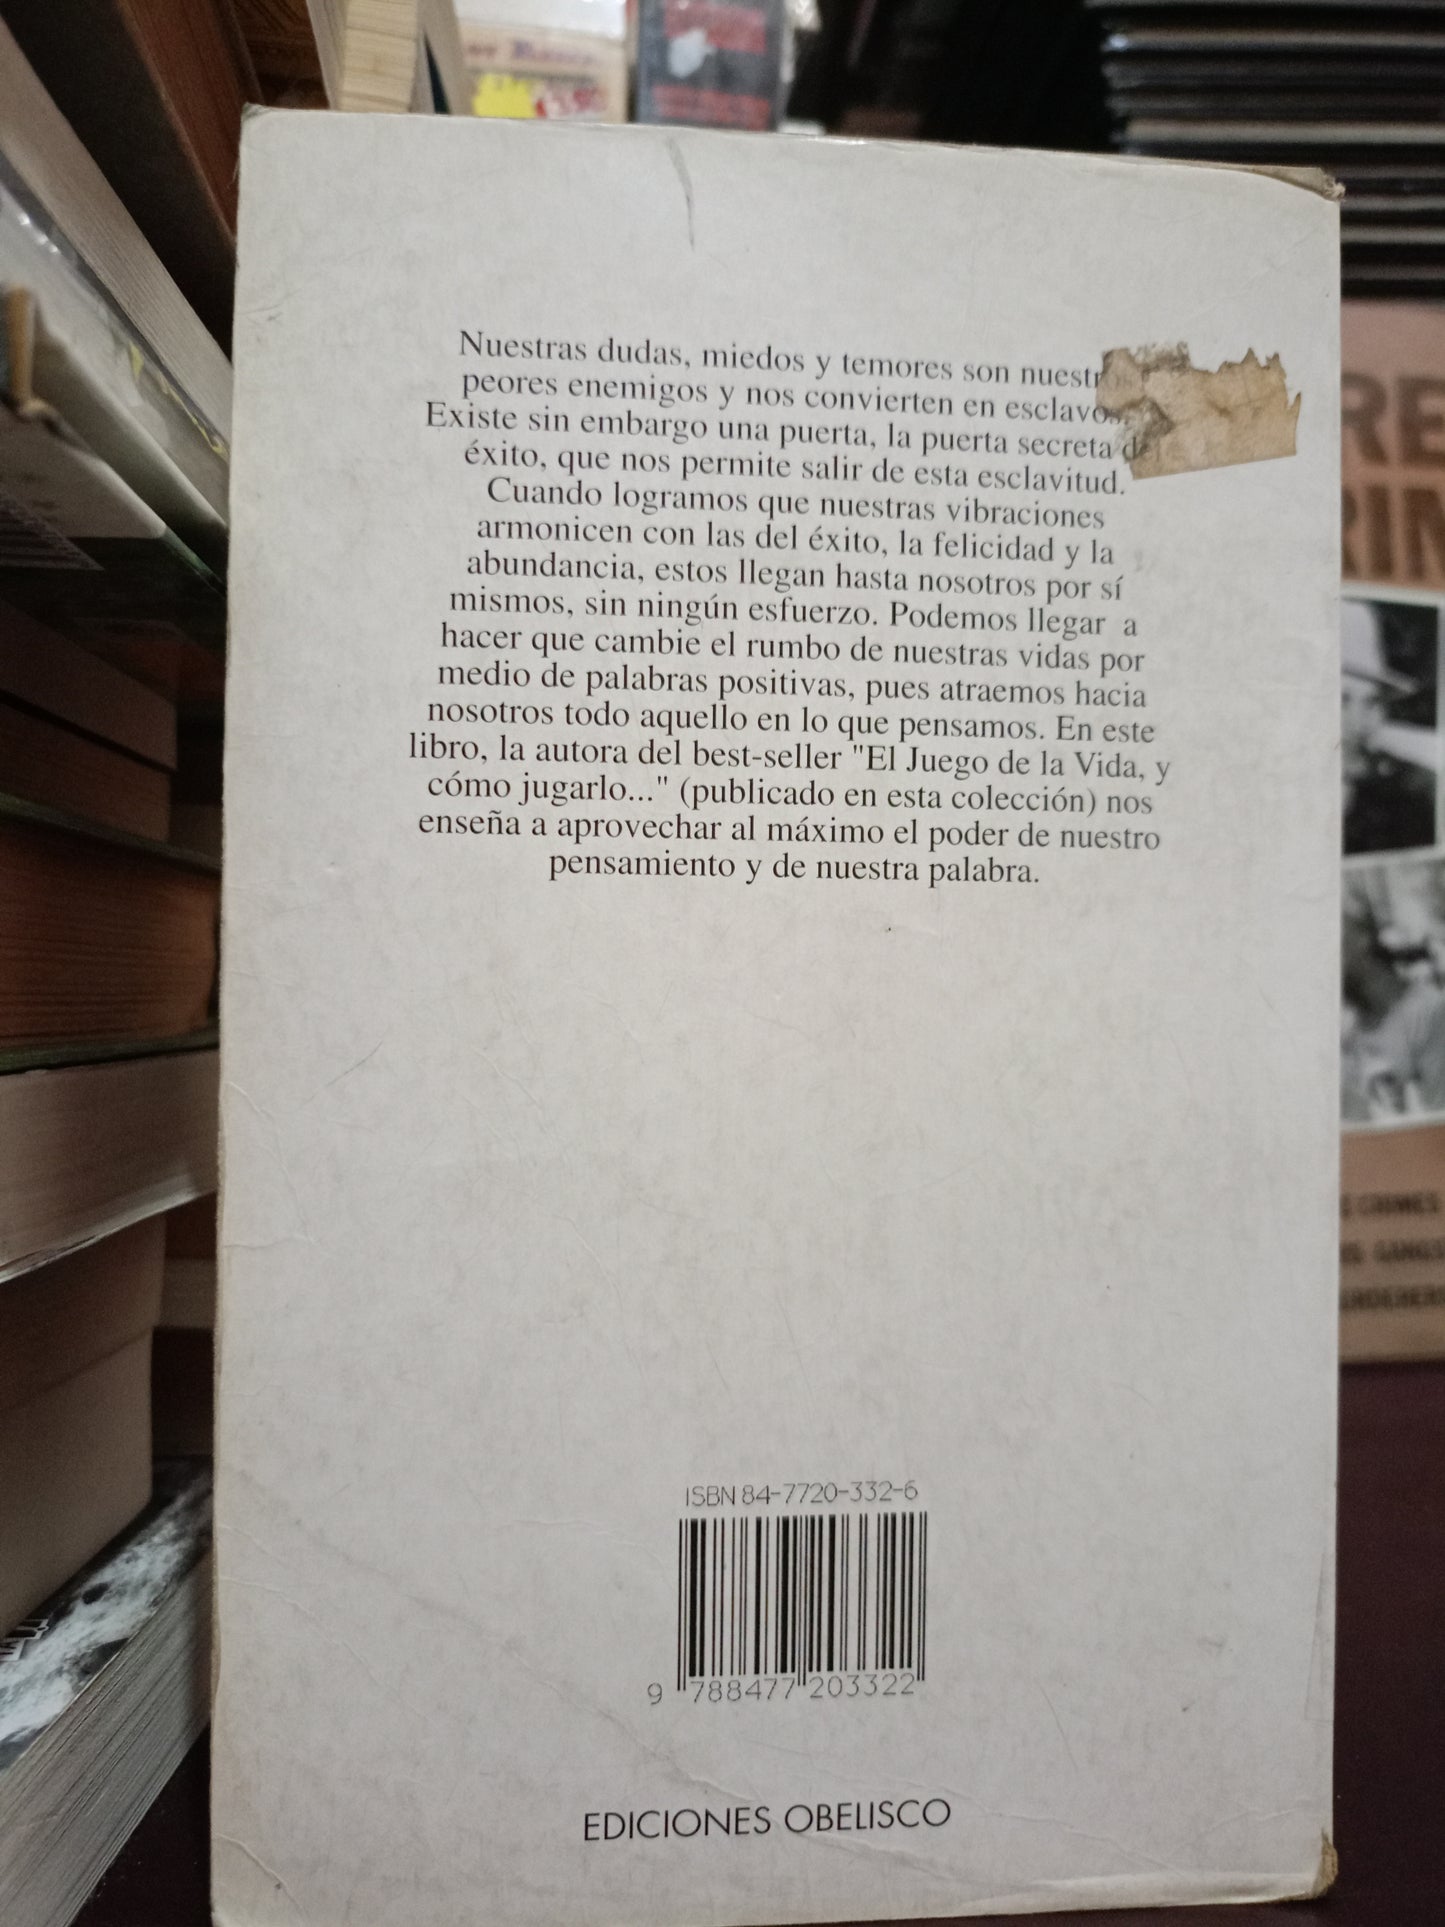 Nuestras dudas, miedos y temores son nuestros
peores enemigos y nos convierten en esclavos.
Existe sin embargo una puerta, la puerta secreta del
éxito, que nos permite salir de esta esclavitud.
Cuando logramos que nuestras vibraciones
armonicen con las del éxito, la felicidad y la
abundancia, estos llegan hasta nosotros por sí
mismos, sin ningún esfuerzo. Podemos llegar a
hacer que cambie el rumbo de nuestras vidas por
medio de palabras positivas, pues atraemos hacia
nosotros todo aquello en lo que pensamos. En este
libro, la autora del best-seller "El Juego de la Vida, y
cómo jugarlo..." (publicado en esta colección) nos
enseña a aprovechar al máximo el poder de nuestro
pensamiento y de nuestra palabra.
ISBN 84-7720-332-6
9 788477 203322
EDICIONES OBELISCO
CRIMES